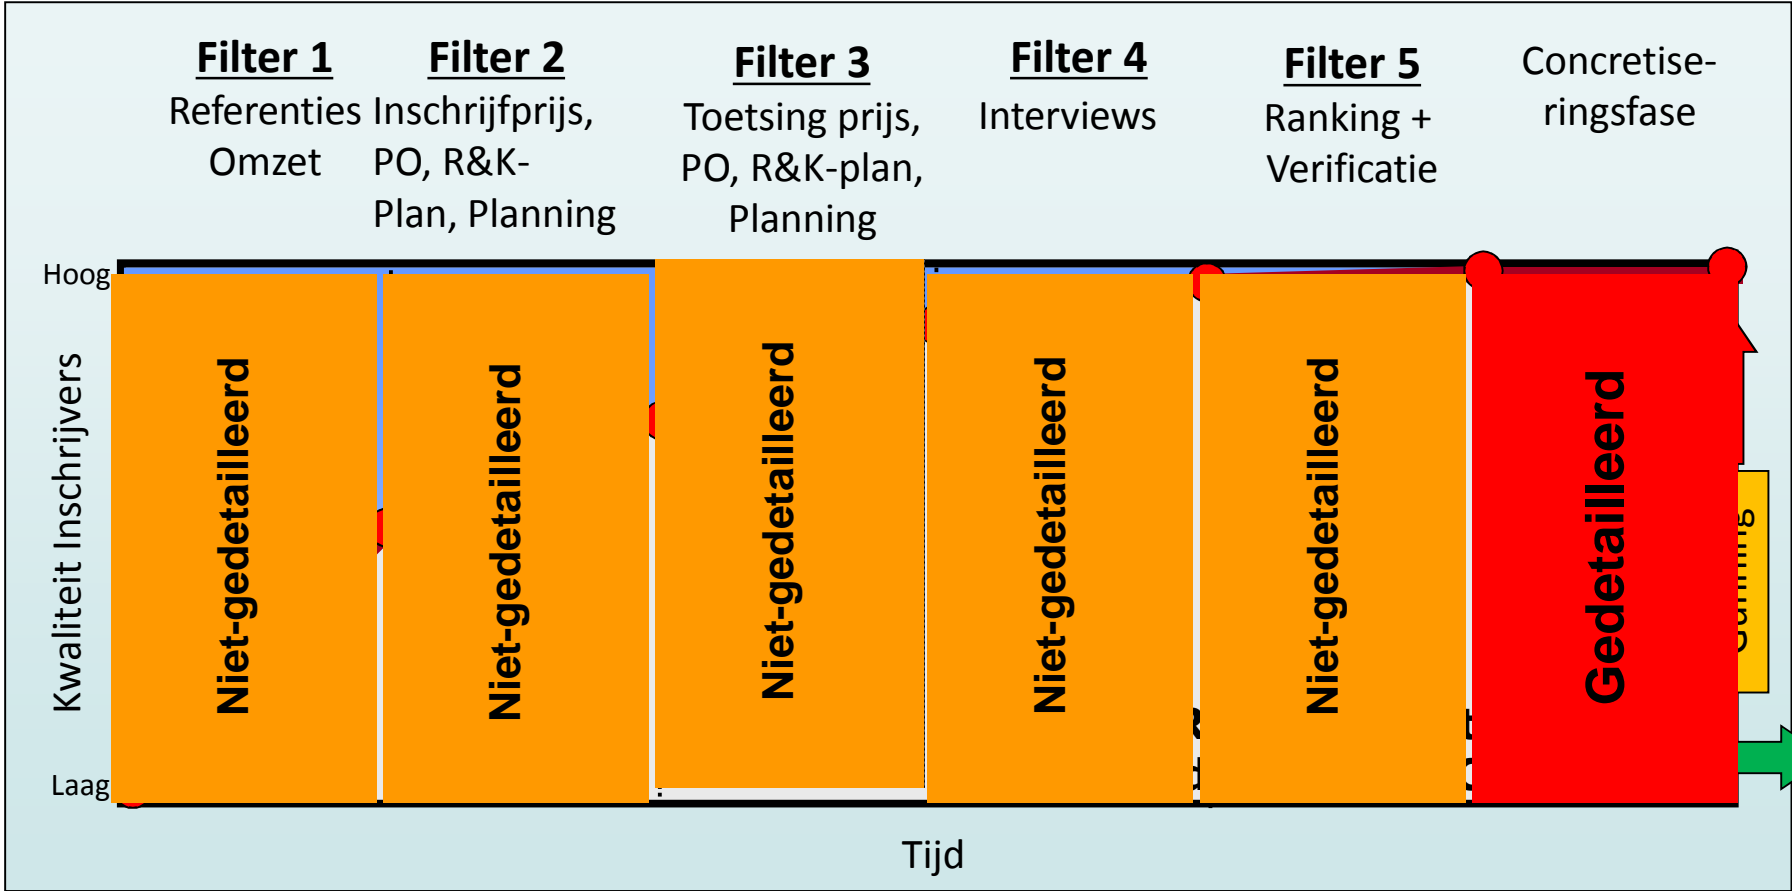 Filter 1
Referenties
Omzet
Filter 2
Inschrijfprijs,
PO, R&K-
Plan, Planning
Filter 3
Toetsing prijs,
PO, R&K-plan,
Planning
Filter 4
Interviews
Filter 5
Ranking +
Verificatie
Concretise-
ringsfase
Hoog
Kwaliteit Inschrijvers
Laag
Niet-gedetailleerd
Niet-gedetailleerd
Niet-gedetailleerd
Niet-gedetailleerd
Niet-gedetailleerd
Gedetailleerd
Tijd